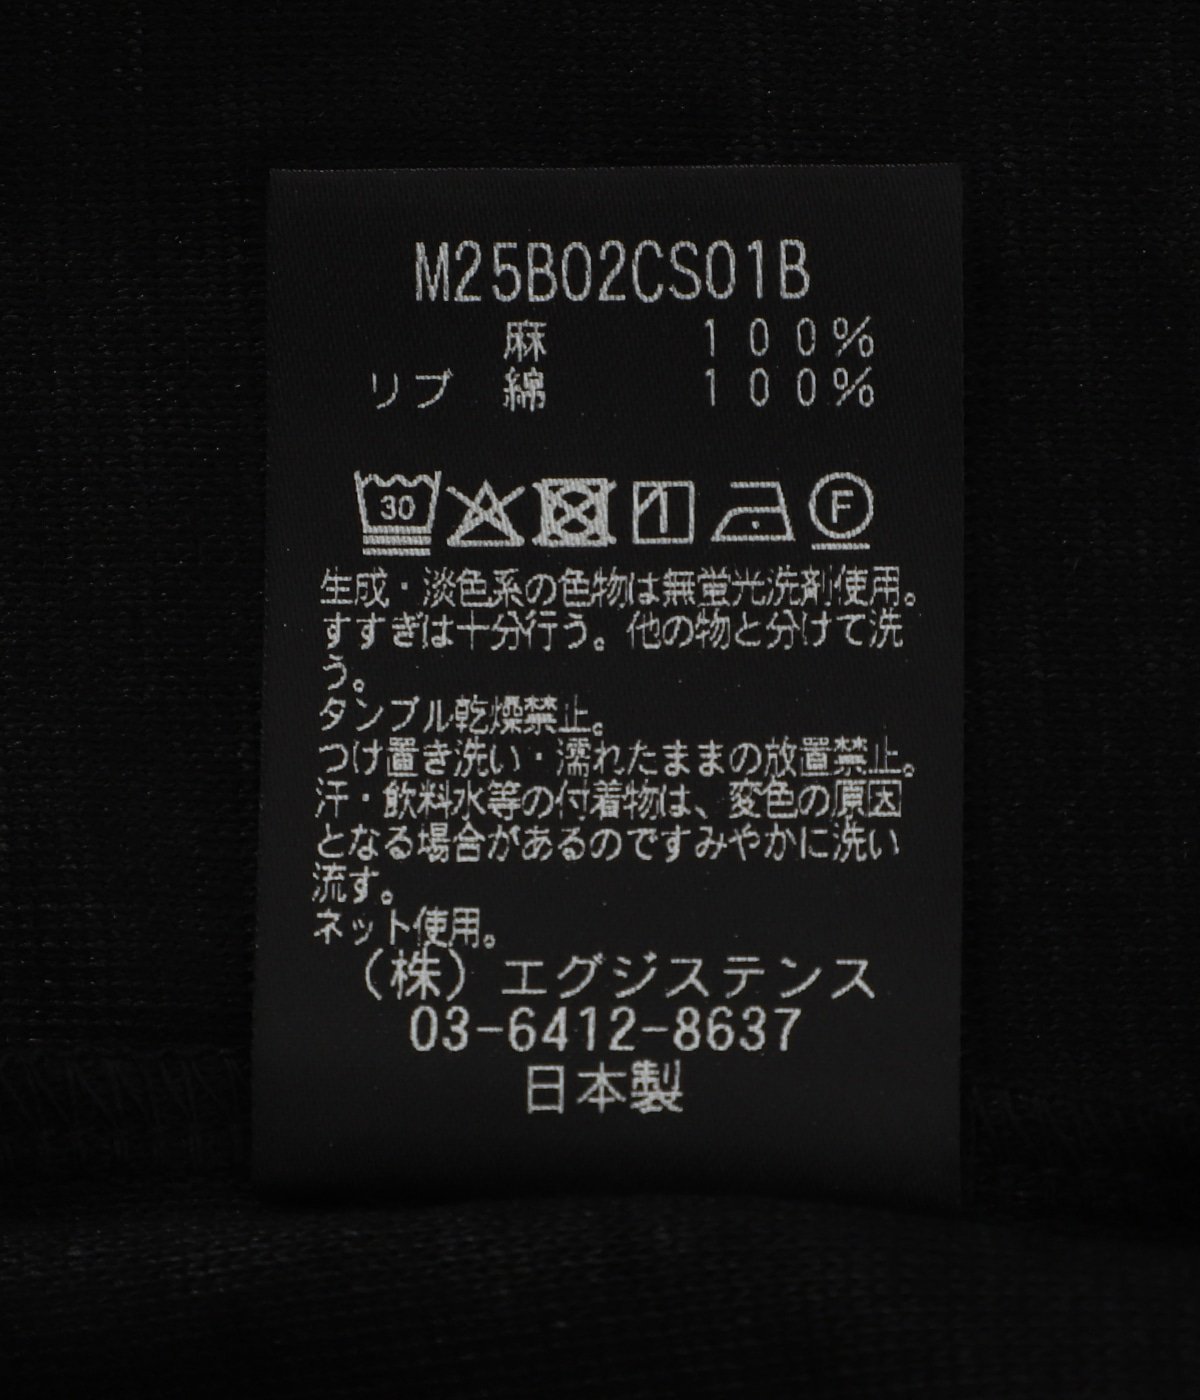 M25B02CS01B
麻 100%
リブ 綿 100%
30
F
生成・淡色系の色物は無蛍光洗剤使用。
すすぎは十分行う。他の物と分けて洗
う。
タンブル乾燥禁止。
つけ置き洗い・濡れたままの放置禁止。
汗・飲料水等の付着物は、変色の原因
となる場合があるのですみやかに洗い
流す。
ネット使用。
（株）エグジステンス
03-6412-8637
日本製